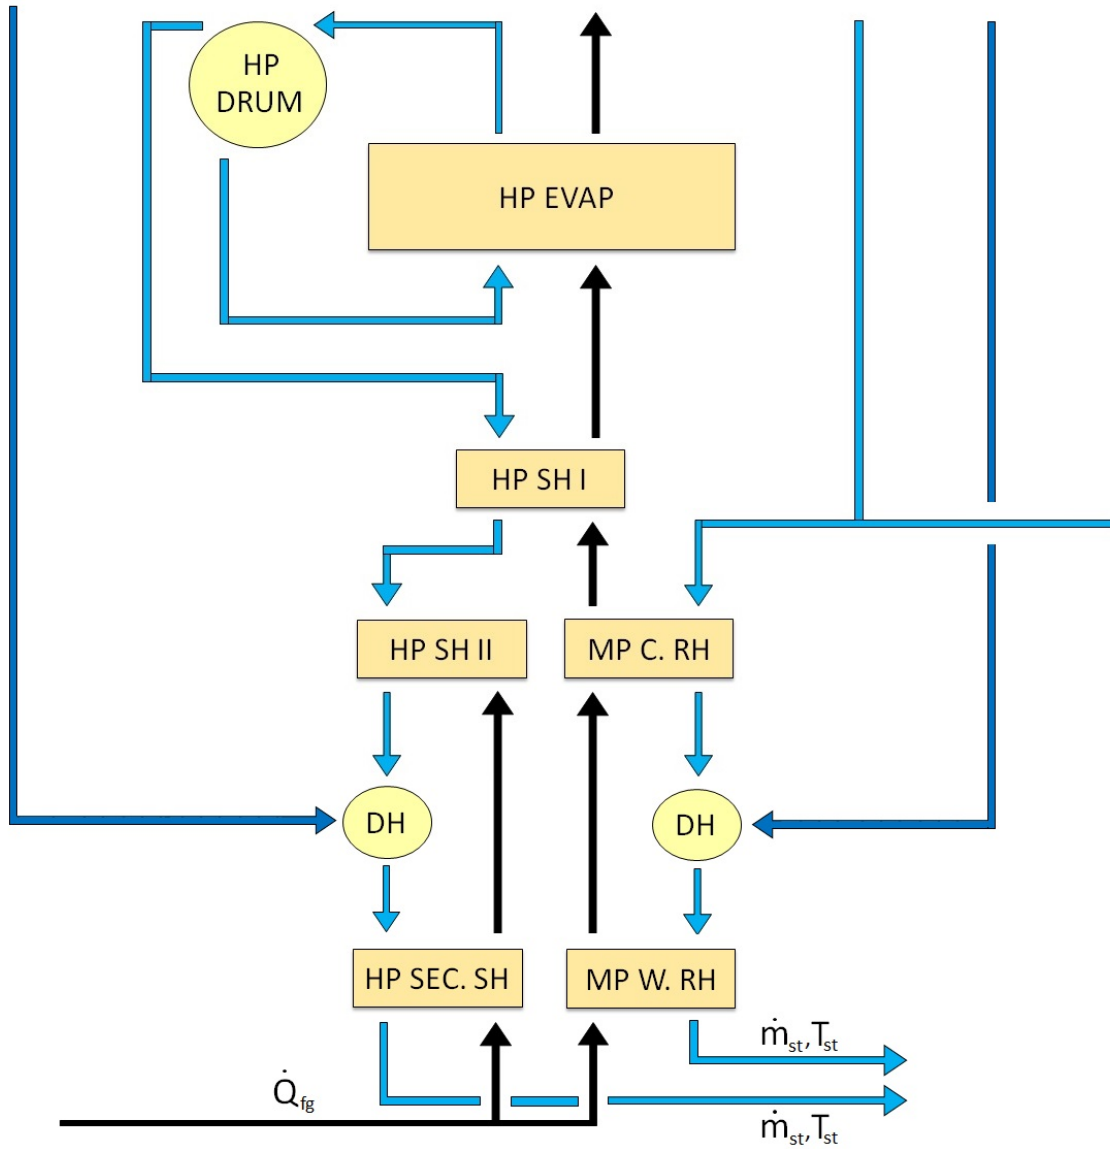 HP
DRUM
HP EVAP
HP SH I
HP SH II
MP C. RH
DH
DH
HP SEC. SH
MP W. RH
ṁst,Tst
Q̇fg
ṁst,Tst